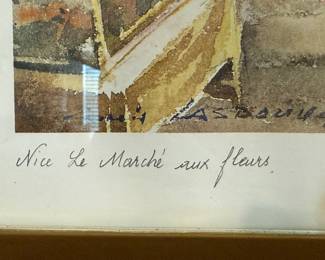 Nice Le Marché aux fleurs